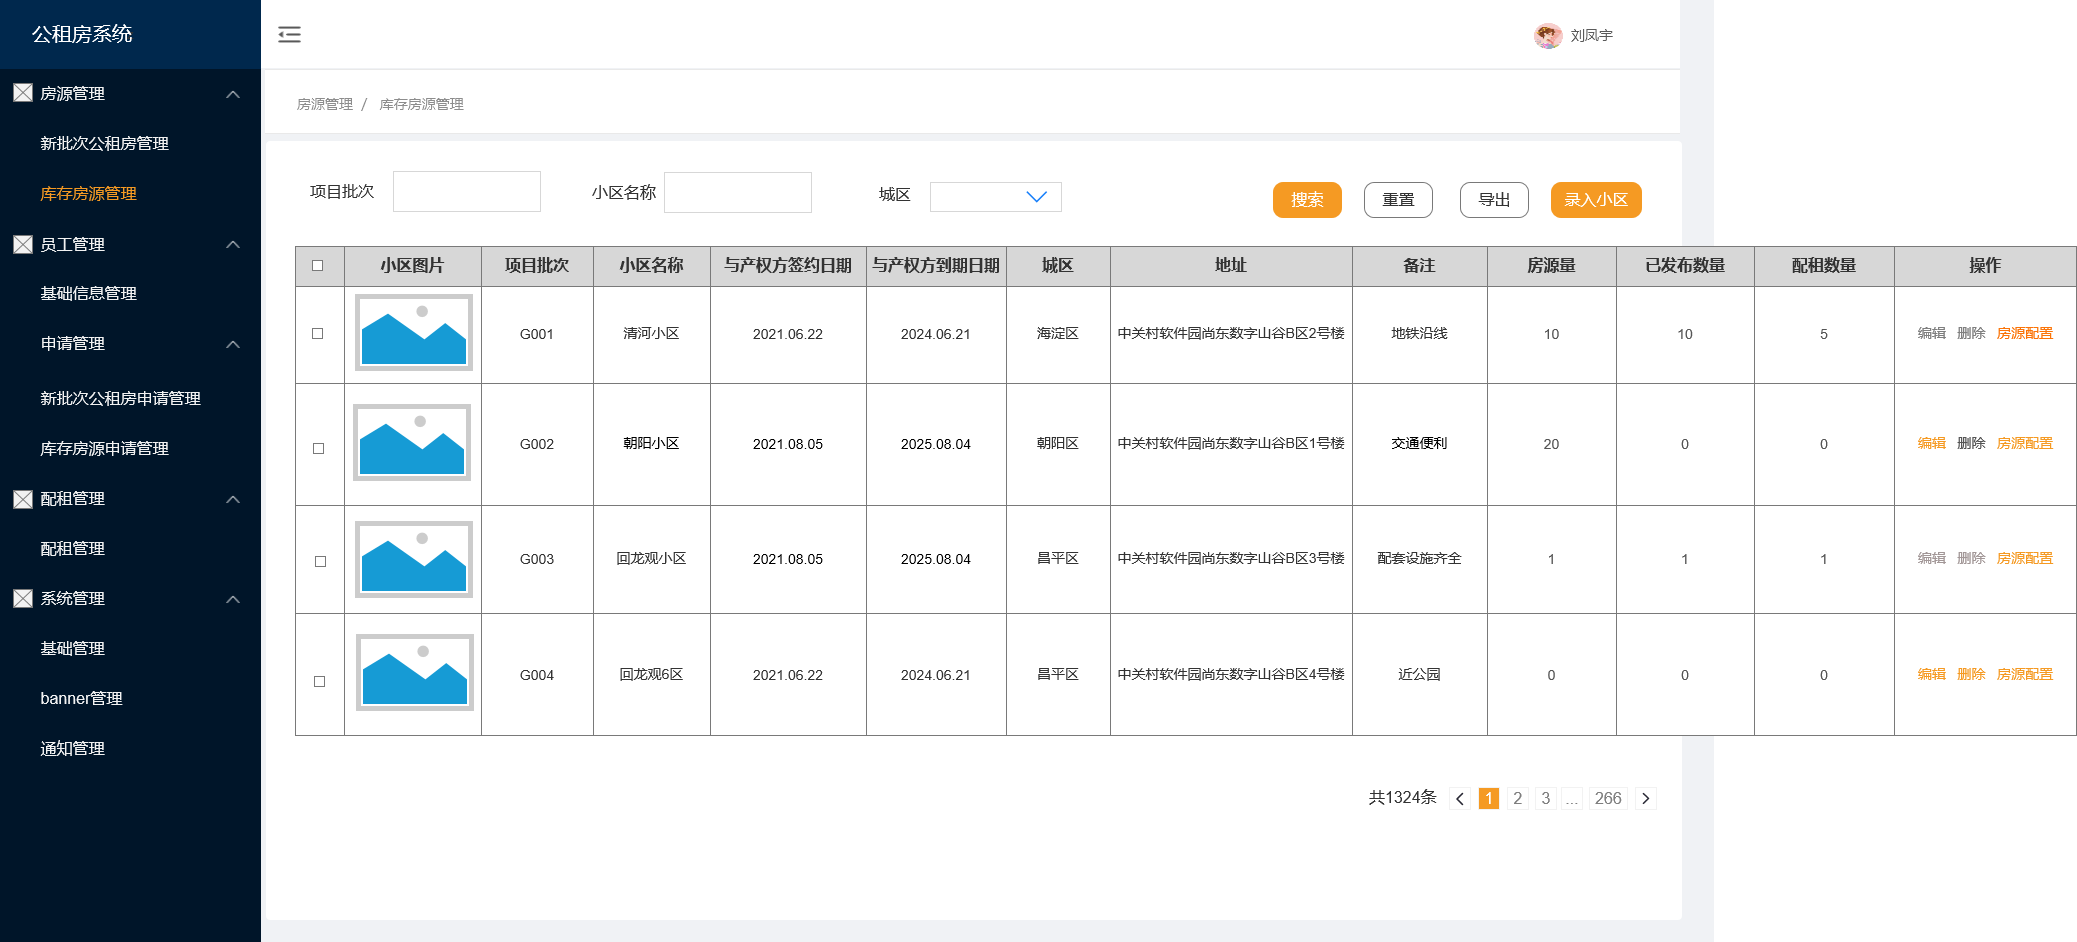 公租房系统
刘凤宇
房源管理
新批次公租房管理
库存房源管理
员工管理
基础信息管理
申请管理
新批次公租房申请管理
库存房源申请管理
配租管理
配租管理
系统管理
基础管理
banner管理
通知管理
房源管理 / 库存房源管理
项目批次 小区名称 城区 搜索 重置 导出 录入小区
小区图片 项目批次 小区名称 与产权方签约日期 与产权方到期日期 城区 地址 备注 房源量 已发布数量 配租数量 操作
G001 清河小区 2021.06.22 2024.06.21 海淀区 中关村软件园尚东数字山谷B区2号楼 地铁沿线 10 10 5 编辑 删除 房源配置
G002 朝阳小区 2021.08.05 2025.08.04 朝阳区 中关村软件园尚东数字山谷B区1号楼 交通便利 20 0 0 编辑 删除 房源配置
G003 回龙观小区 2021.08.05 2025.08.04 昌平区 中关村软件园尚东数字山谷B区3号楼 配套设施齐全 1 1 1 编辑 删除 房源配置
G004 回龙观6区 2021.06.22 2024.06.21 昌平区 中关村软件园尚东数字山谷B区4号楼 近公园 0 0 0 编辑 删除 房源配置
共1324条 1 2 3 ... 266